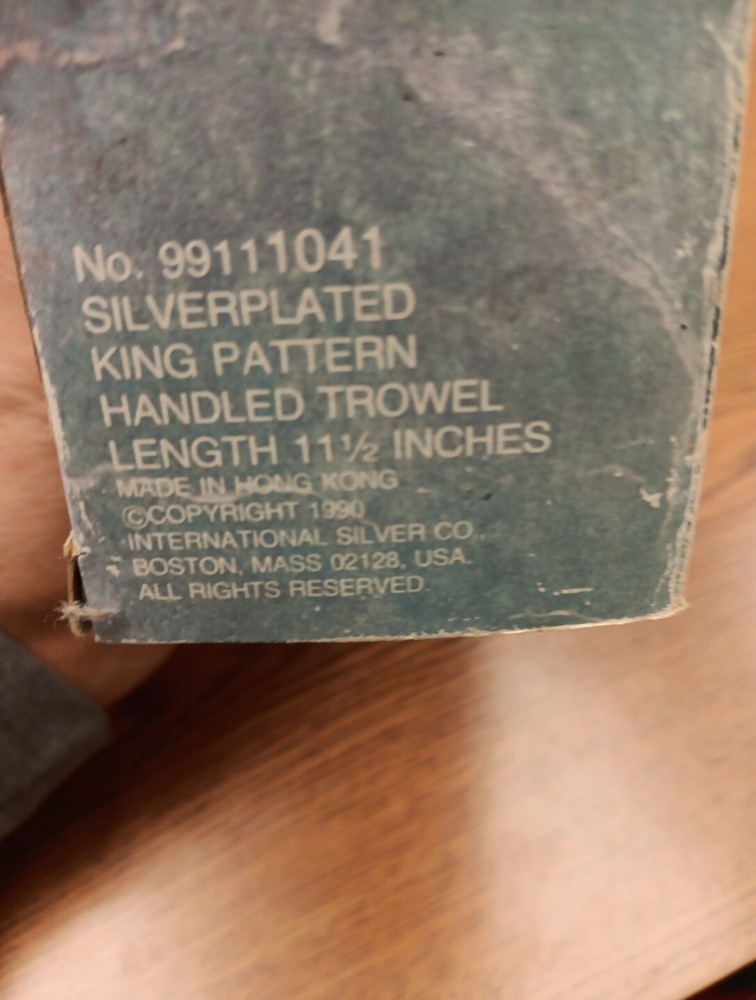 No. 99111041
SILVERPLATED
KING PATTERN
HANDLED TROWEL
LENGTH 11½ INCHES
MADE IN HONG KONG
©COPYRIGHT 1990
INTERNATIONAL SILVER CO.,
BOSTON, MASS 02128, USA.
ALL RIGHTS RESERVED.